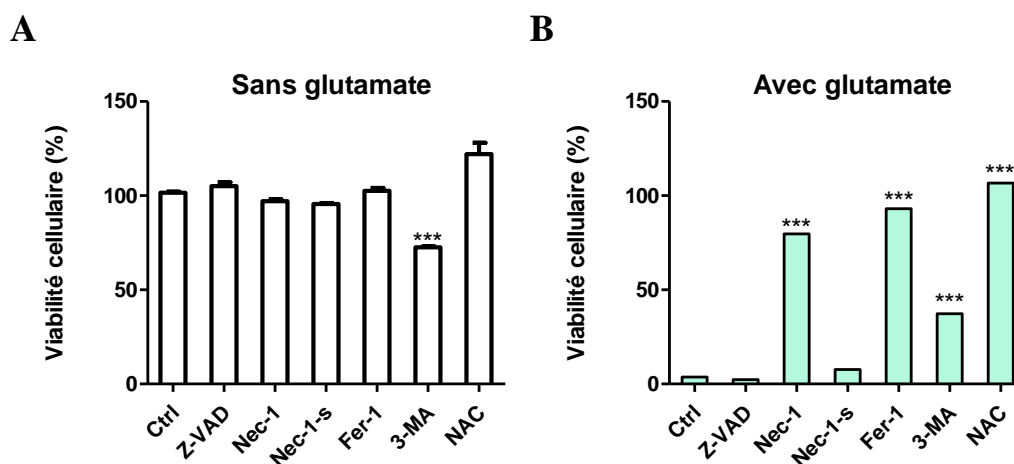 A
Sans glutamate
Viabilité cellulaire (%)
150
100
50
0
***
Ctrl
Z-VAD
Nec-1
Nec-1-s
Fer-1
3-MA
NAC
B
Avec glutamate
Viabilité cellulaire (%)
150
100
50
0
***
***
***
***
Ctrl
Z-VAD
Nec-1
Nec-1-s
Fer-1
3-MA
NAC